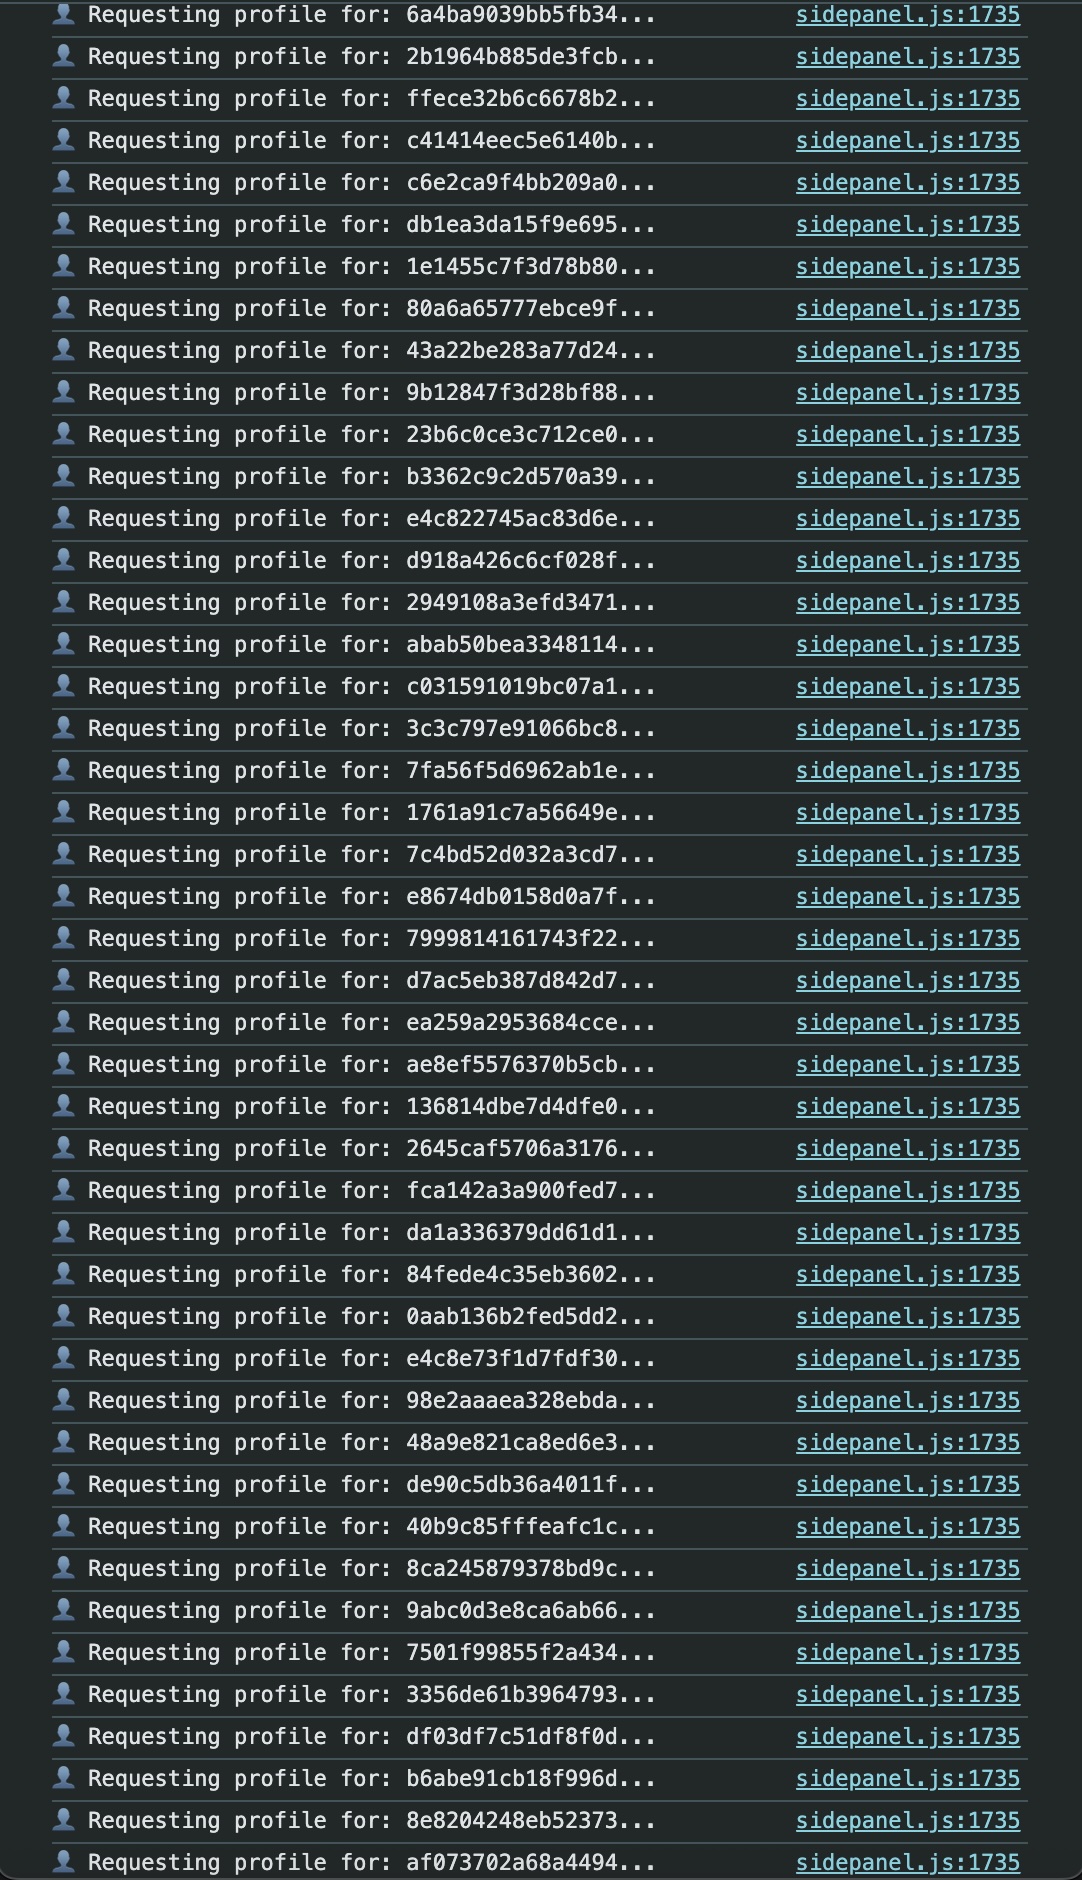 👤 Requesting profile for: 6a4ba9039bb5fb34... sidepanel.js:1735
👤 Requesting profile for: 2b1964b885de3fcb... sidepanel.js:1735
👤 Requesting profile for: ffece32b6c6678b2... sidepanel.js:1735
👤 Requesting profile for: c41414eec5e6140b... sidepanel.js:1735
👤 Requesting profile for: c6e2ca9f4bb209a0... sidepanel.js:1735
👤 Requesting profile for: db1ea3da15f9e695... sidepanel.js:1735
👤 Requesting profile for: 1e1455c7f3d78b80... sidepanel.js:1735
👤 Requesting profile for: 80a6a65777ebce9f... sidepanel.js:1735
👤 Requesting profile for: 43a22be283a77d24... sidepanel.js:1735
👤 Requesting profile for: 9b12847f3d28bf88... sidepanel.js:1735
👤 Requesting profile for: 23b6c0ce3c712ce0... sidepanel.js:1735
👤 Requesting profile for: b3362c9c2d570a39... sidepanel.js:1735
👤 Requesting profile for: e4c822745ac83d6e... sidepanel.js:1735
👤 Requesting profile for: d918a426c6cf028f... sidepanel.js:1735
👤 Requesting profile for: 2949108a3efd3471... sidepanel.js:1735
👤 Requesting profile for: abab50bea3348114... sidepanel.js:1735
👤 Requesting profile for: c031591019bc07a1... sidepanel.js:1735
👤 Requesting profile for: 3c3c797e91066bc8... sidepanel.js:1735
👤 Requesting profile for: 7fa56f5d6962ab1e... sidepanel.js:1735
👤 Requesting profile for: 1761a91c7a56649e... sidepanel.js:1735
👤 Requesting profile for: 7c4bd52d032a3cd7... sidepanel.js:1735
👤 Requesting profile for: e8674db0158d0a7f... sidepanel.js:1735
👤 Requesting profile for: 7999814161743f22... sidepanel.js:1735
👤 Requesting profile for: d7ac5eb387d842d7... sidepanel.js:1735
👤 Requesting profile for: ea259a2953684cce... sidepanel.js:1735
👤 Requesting profile for: ae8ef5576370b5cb... sidepanel.js:1735
👤 Requesting profile for: 136814dbe7d4dfe0... sidepanel.js:1735
👤 Requesting profile for: 2645caf5706a3176... sidepanel.js:1735
👤 Requesting profile for: fca142a3a900fed7... sidepanel.js:1735
👤 Requesting profile for: da1a336379dd61d1... sidepanel.js:1735
👤 Requesting profile for: 84fede4c35eb3602... sidepanel.js:1735
👤 Requesting profile for: 0aab136b2fed5dd2... sidepanel.js:1735
👤 Requesting profile for: e4c8e73f1d7fdf30... sidepanel.js:1735
👤 Requesting profile for: 98e2aaaea328ebda... sidepanel.js:1735
👤 Requesting profile for: 48a9e821ca8ed6e3... sidepanel.js:1735
👤 Requesting profile for: de90c5db36a4011f... sidepanel.js:1735
👤 Requesting profile for: 40b9c85fffeafc1c... sidepanel.js:1735
👤 Requesting profile for: 8ca245879378bd9c... sidepanel.js:1735
👤 Requesting profile for: 9abc0d3e8ca6ab66... sidepanel.js:1735
👤 Requesting profile for: 7501f99855f2a434... sidepanel.js:1735
👤 Requesting profile for: 3356de61b3964793... sidepanel.js:1735
👤 Requesting profile for: df03df7c51df8f0d... sidepanel.js:1735
👤 Requesting profile for: b6abe91cb18f996d... sidepanel.js:1735
👤 Requesting profile for: 8e8204248eb52373... sidepanel.js:1735
👤 Requesting profile for: af073702a68a4494... sidepanel.js:1735